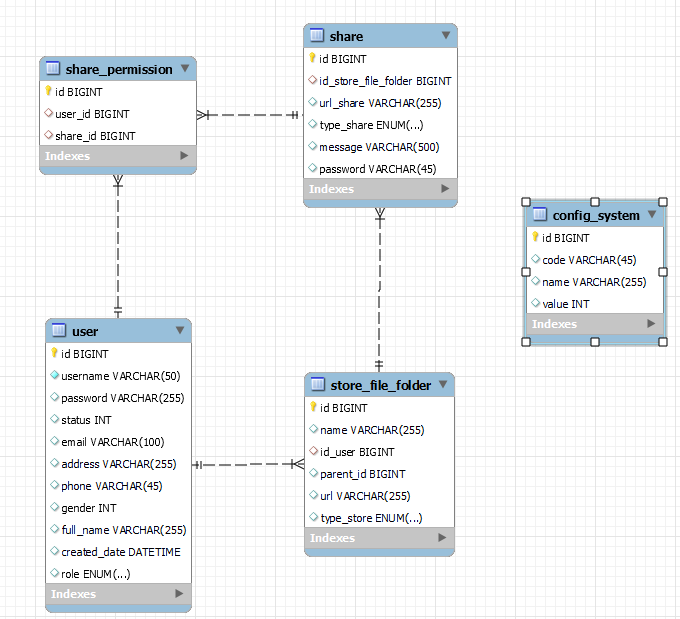 share_permission
id BIGINT
user_id BIGINT
share_id BIGINT
Indexes
share
id BIGINT
id_store_file_folder BIGINT
url_share VARCHAR(255)
type_share ENUM(...)
message VARCHAR(500)
password VARCHAR(45)
Indexes
config_system
id BIGINT
code VARCHAR(45)
name VARCHAR(255)
value INT
Indexes
user
id BIGINT
username VARCHAR(50)
password VARCHAR(255)
status INT
email VARCHAR(100)
address VARCHAR(255)
phone VARCHAR(45)
gender INT
full_name VARCHAR(255)
created_date DATETIME
role ENUM(...)
Indexes
store_file_folder
id BIGINT
name VARCHAR(255)
id_user BIGINT
parent_id BIGINT
url VARCHAR(255)
type_store ENUM(...)
Indexes